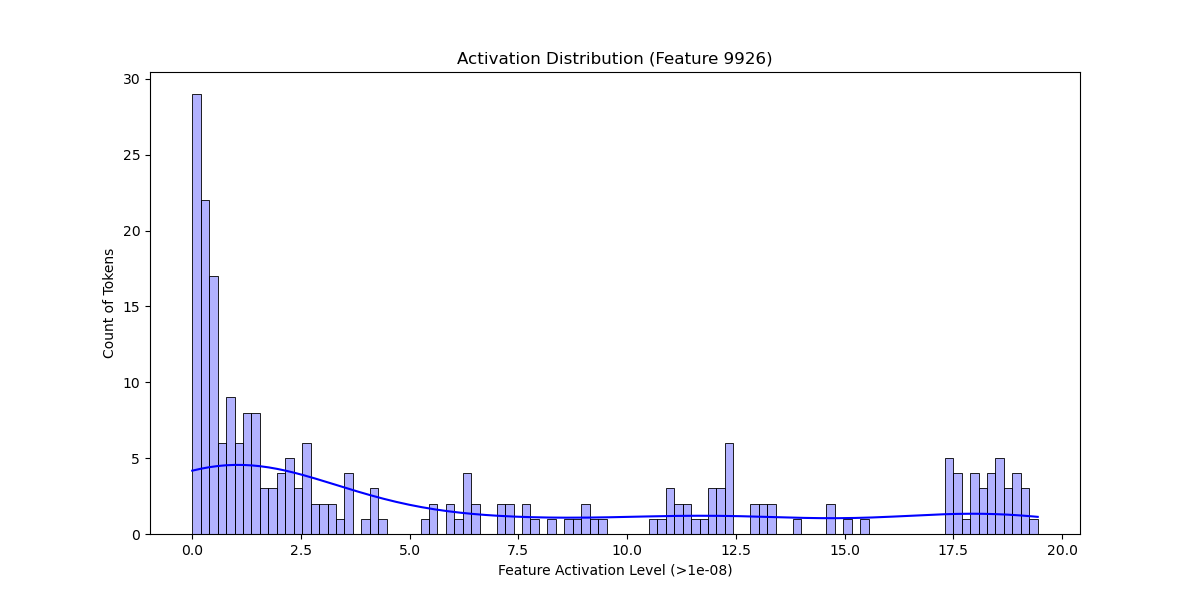 Activation Distribution (Feature 9926)
30
25
20
15
10
5
0
Count of Tokens
0.0 2.5 5.0 7.5 10.0 12.5 15.0 17.5 20.0
Feature Activation Level (>1e-08)